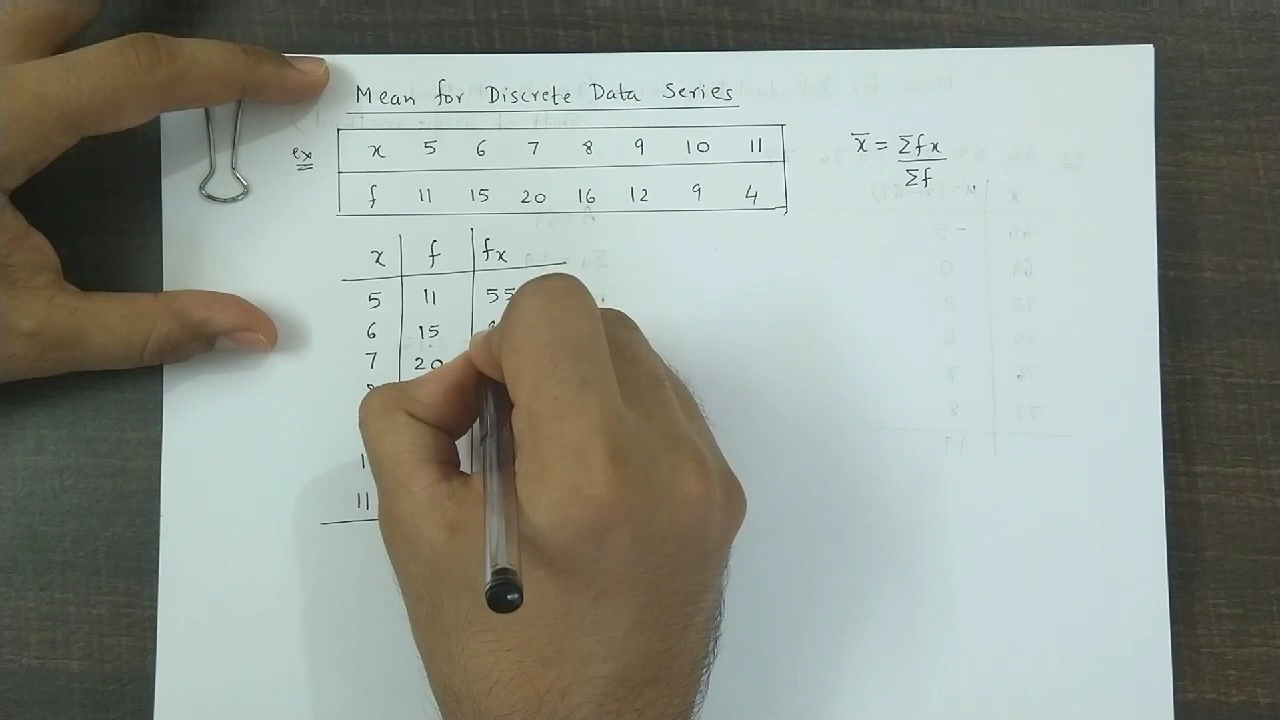 Mean for Discrete Data Series
ex
x 5 6 7 8 9 10 11
f 11 15 20 16 12 9 4
x̄ = Σfx / Σf
x f fx
5 11 55
6 15
7 20
11